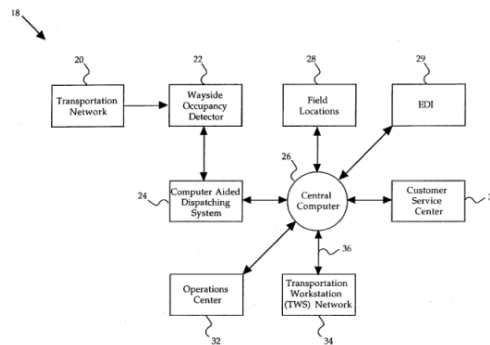 18
20
22
28
29
Transportation
Network
Wayside
Occupancy
Detector
Field
Locations
EDI
26
24
Computer Aided
Dispatching
System
Central
Computer
Customer
Service
Center
3
36
Operations
Center
Transportation
Workstation
(TWS) Network
32
34